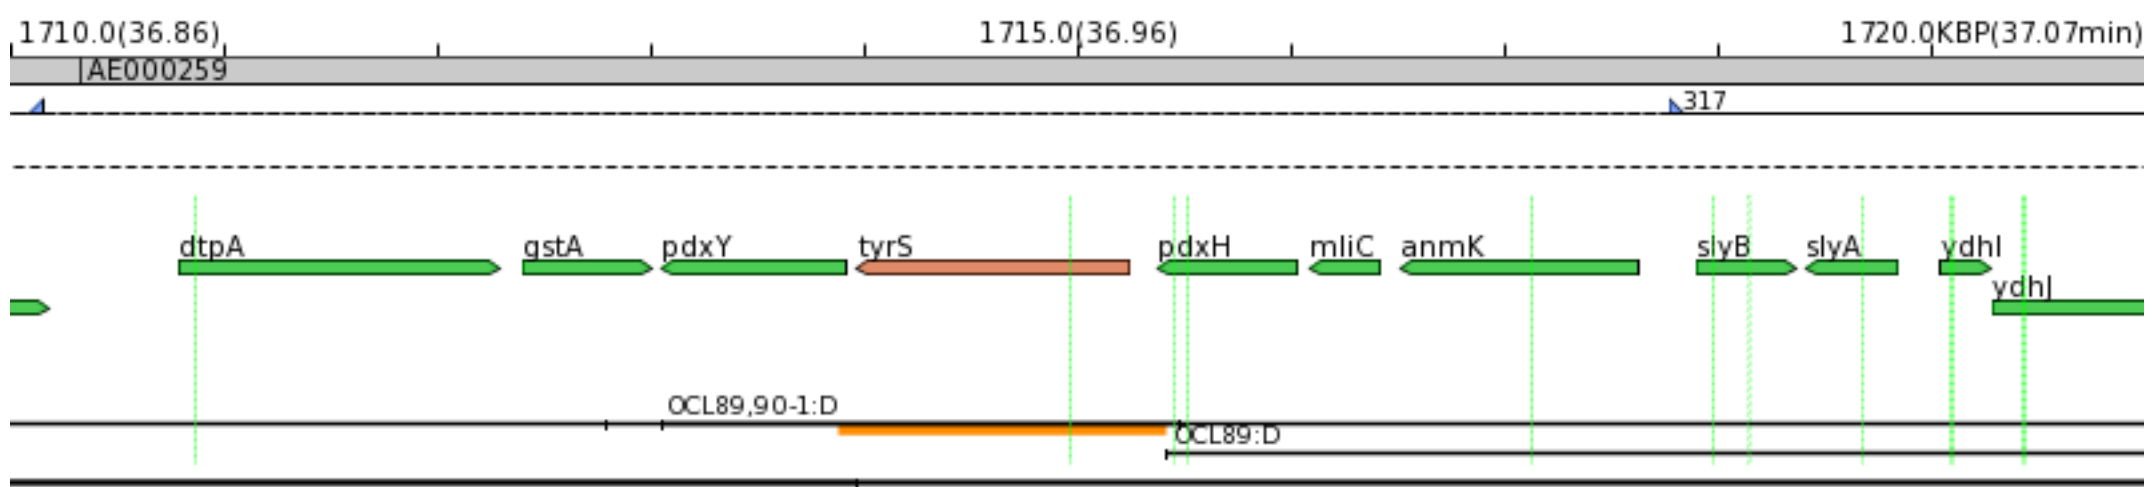 1710.0(36.86) 1715.0(36.96) 1720.0KBP(37.07min)
AE000259
317
dtpA gstA pdxY tyrS pdxH mliC anmK slyB slyA ydhI
ydhJ
OCL89,90-1:D
OCL89:D